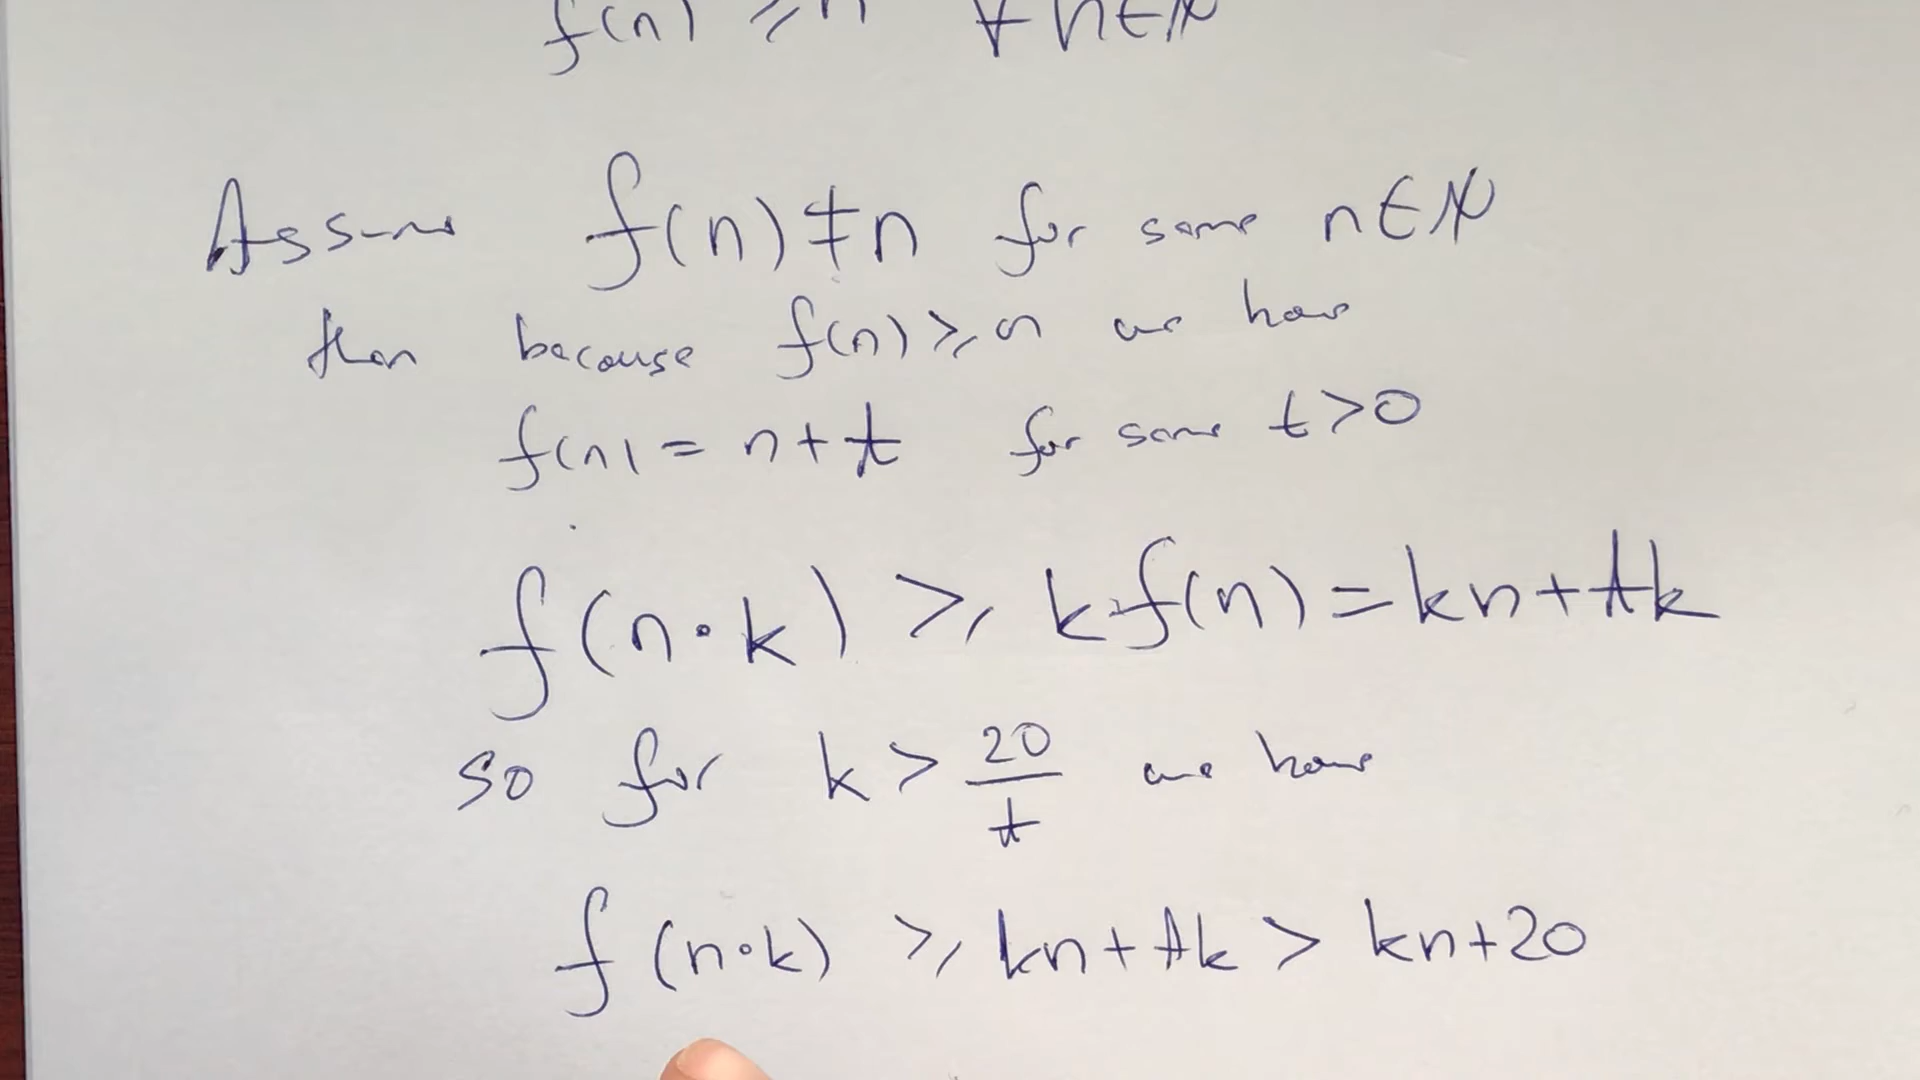 f(n) ⩾ n ∀ n∈ℕ
Assume f(n)≠n for some n∈ℕ
then because f(n)⩾n we have
f(n) = n+t for some t>0
f(n·k) ⩾ kf(n)=kn+tk
so for k > 20/t we have
f(n·k) ⩾ kn+tk > kn+20